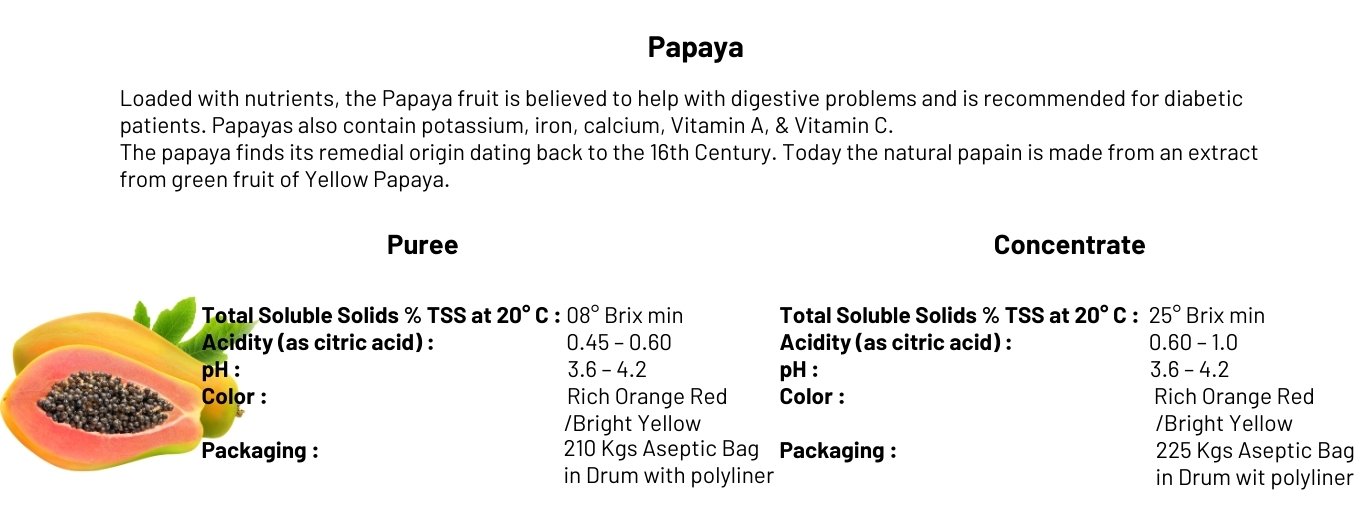 Papaya
Loaded with nutrients, the Papaya fruit is believed to help with digestive problems and is recommended for diabetic
patients. Papayas also contain potassium, iron, calcium, Vitamin A, & Vitamin C.
The papaya finds its remedial origin dating back to the 16th Century. Today the natural papain is made from an extract
from green fruit of Yellow Papaya.
Puree
Total Soluble Solids % TSS at 20° C : 08° Brix min
Acidity (as citric acid) : 0.45 – 0.60
pH : 3.6 – 4.2
Color : Rich Orange Red
/Bright Yellow
Packaging : 210 Kgs Aseptic Bag
in Drum with polyliner
Concentrate
Total Soluble Solids % TSS at 20° C : 25° Brix min
Acidity (as citric acid) : 0.60 – 1.0
pH : 3.6 – 4.2
Color : Rich Orange Red
/Bright Yellow
Packaging : 225 Kgs Aseptic Bag
in Drum wit polyliner